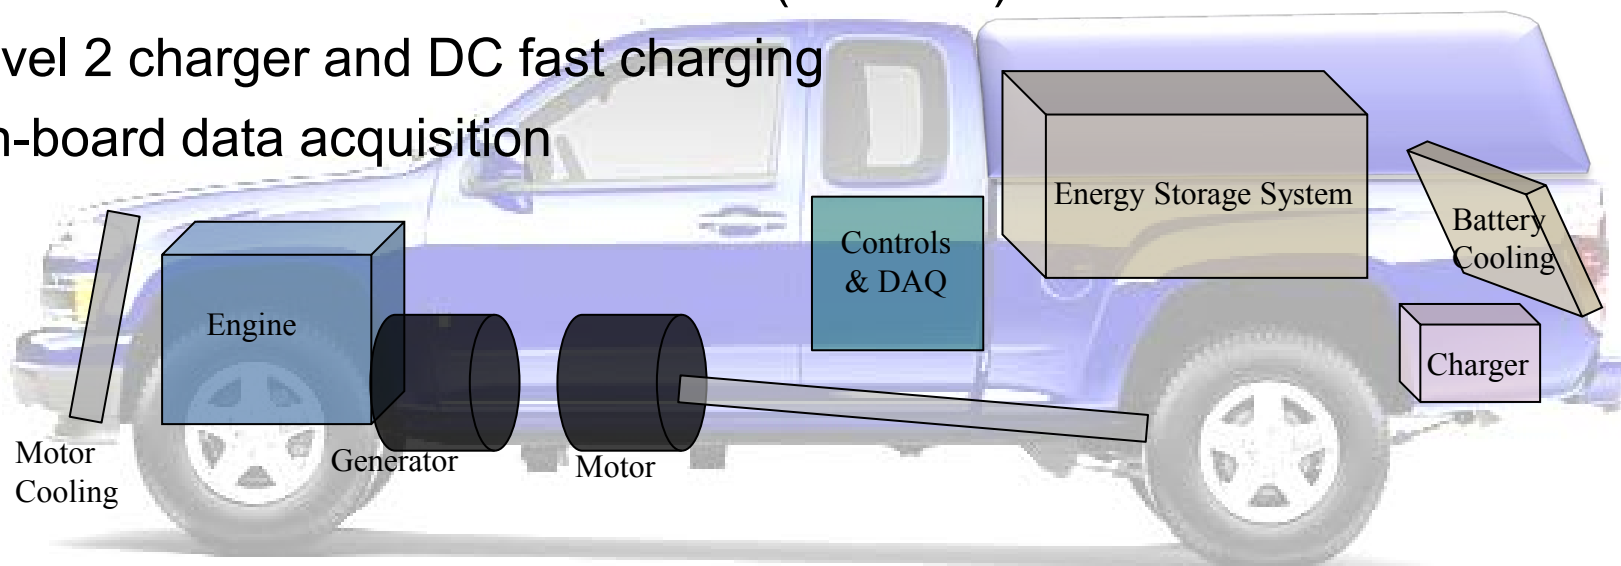 vel 2 charger and DC fast charging
n-board data acquisition
Energy Storage System
Battery
Cooling
Controls
& DAQ
Engine
Charger
Motor
Cooling
Generator
Motor